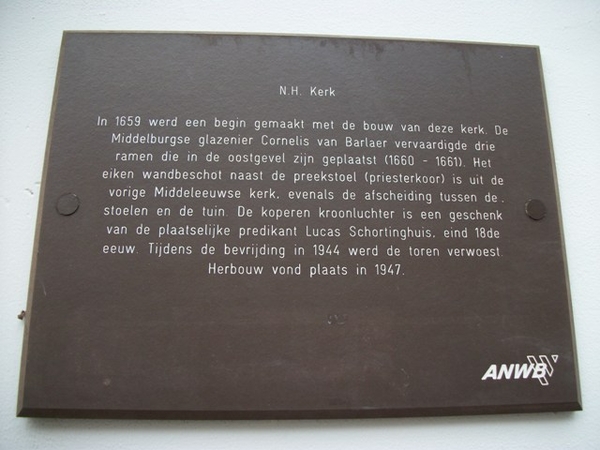 N.H. Kerk
In 1659 werd een begin gemaakt met de bouw van deze kerk. De
Middelburgse glazenier Cornelis van Barlaer vervaardigde drie
ramen die in de oostgevel zijn geplaatst (1660 - 1661). Het
eiken wandbeschot naast de preekstoel (priesterkoor) is uit de
vorige Middeleeuwse kerk, evenals de afscheiding tussen de
stoelen en de tuin. De koperen kroonluchter is een geschenk
van de plaatselijke predikant Lucas Schortinghuis, eind 18de
eeuw. Tijdens de bevrijding in 1944 werd de toren verwoest.
Herbouw vond plaats in 1947.
ANWB